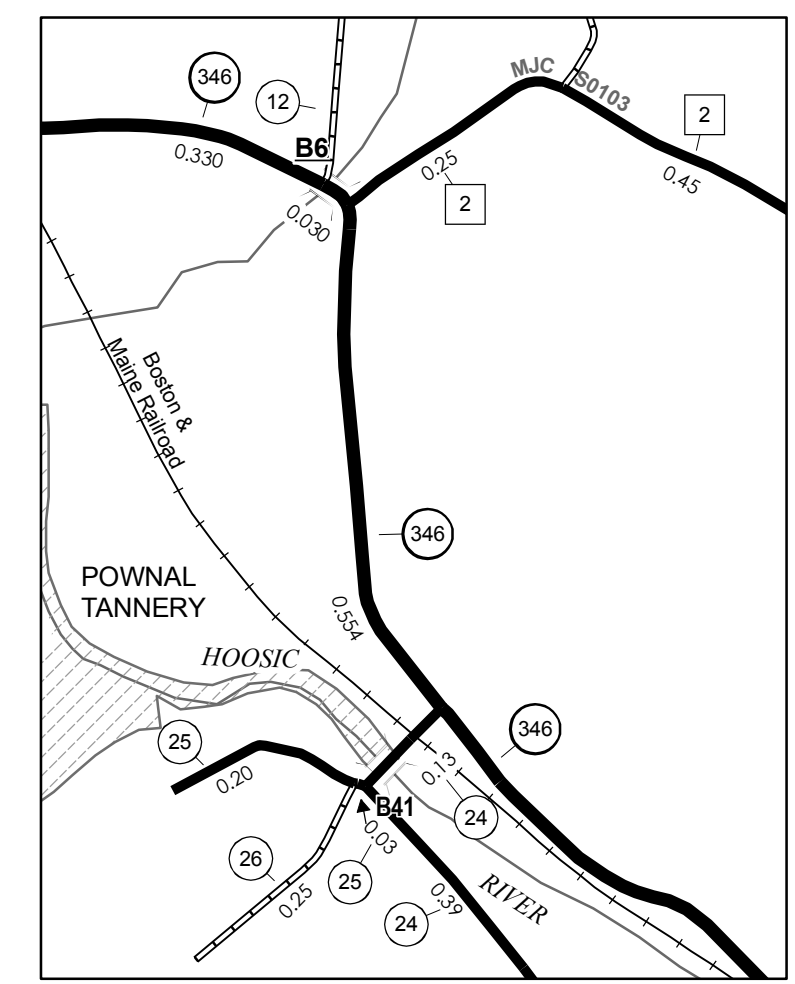 346
12
MJC S0103
2
B6
0.330
0.25
0.45
2
0.030
Boston &
Maine Railroad
346
POWNAL
TANNERY
0.554
HOOSIC
346
25
0.20
0.13
B41
24
0.03
26
25
0.25
0.39
RIVER
24